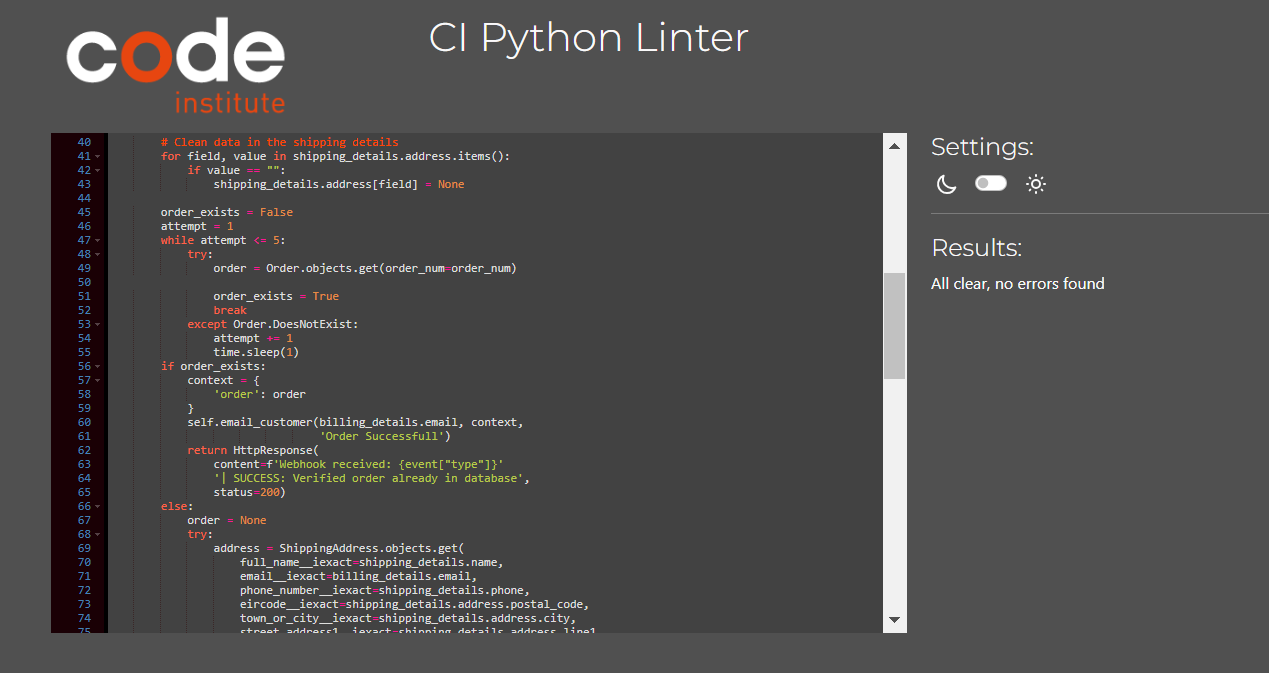 code
institute
CI Python Linter
40 # Clean data in the shipping details
41 for field, value in shipping_details.address.items():
42 if value == "":
43 shipping_details.address[field] = None
44
45 order_exists = False
46 attempt = 1
47 while attempt <= 5:
48 try:
49 order = Order.objects.get(order_num=order_num)
50
51 order_exists = True
52 break
53 except Order.DoesNotExist:
54 attempt += 1
55 time.sleep(1)
56 if order_exists:
57 context = {
58 'order': order
59 }
60 self.email_customer(billing_details.email, context,
61 'Order Successfull')
62 return HttpResponse(
63 content=f'Webhook received: {event["type"]}'
64 '| SUCCESS: Verified order already in database',
65 status=200)
66 else:
67 order = None
68 try:
69 address = ShippingAddress.objects.get(
70 full_name__iexact=shipping_details.name,
71 email__iexact=billing_details.email,
72 phone_number__iexact=shipping_details.phone,
73 eircode__iexact=shipping_details.address.postal_code,
74 town_or_city__iexact=shipping_details.address.city,
75 street_address1__iexact=shipping_details.address.line1
Settings:
Results:
All clear, no errors found